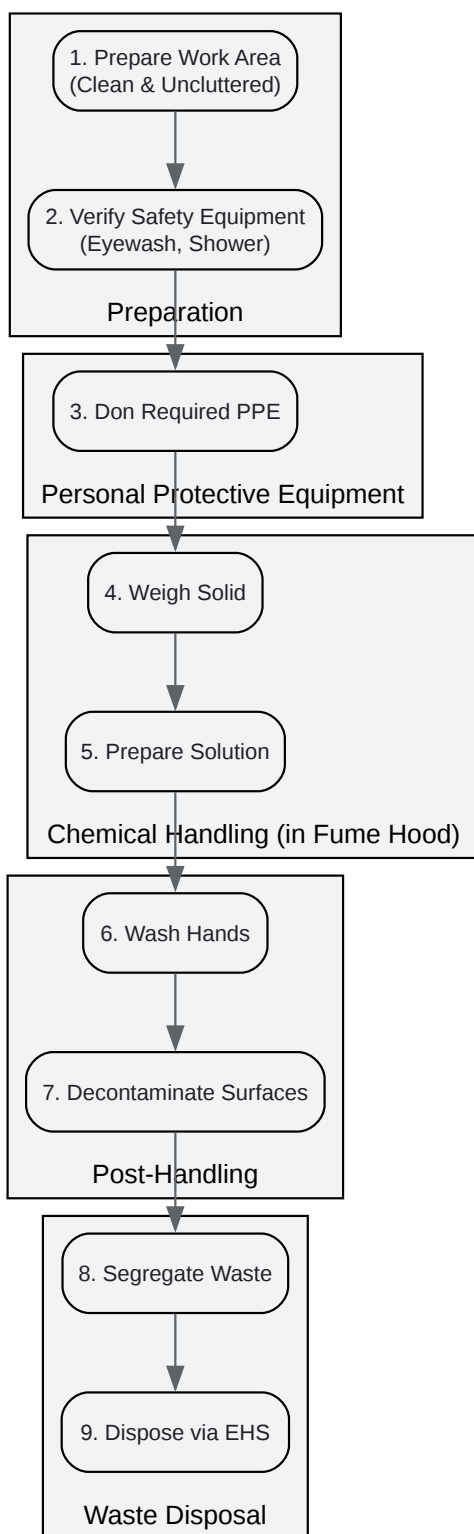 1. Prepare Work Area
(Clean & Uncluttered)
2. Verify Safety Equipment
(Eyewash, Shower)
Preparation
3. Don Required PPE
Personal Protective Equipment
4. Weigh Solid
5. Prepare Solution
Chemical Handling (in Fume Hood)
6. Wash Hands
7. Decontaminate Surfaces
Post-Handling
8. Segregate Waste
9. Dispose via EHS
Waste Disposal